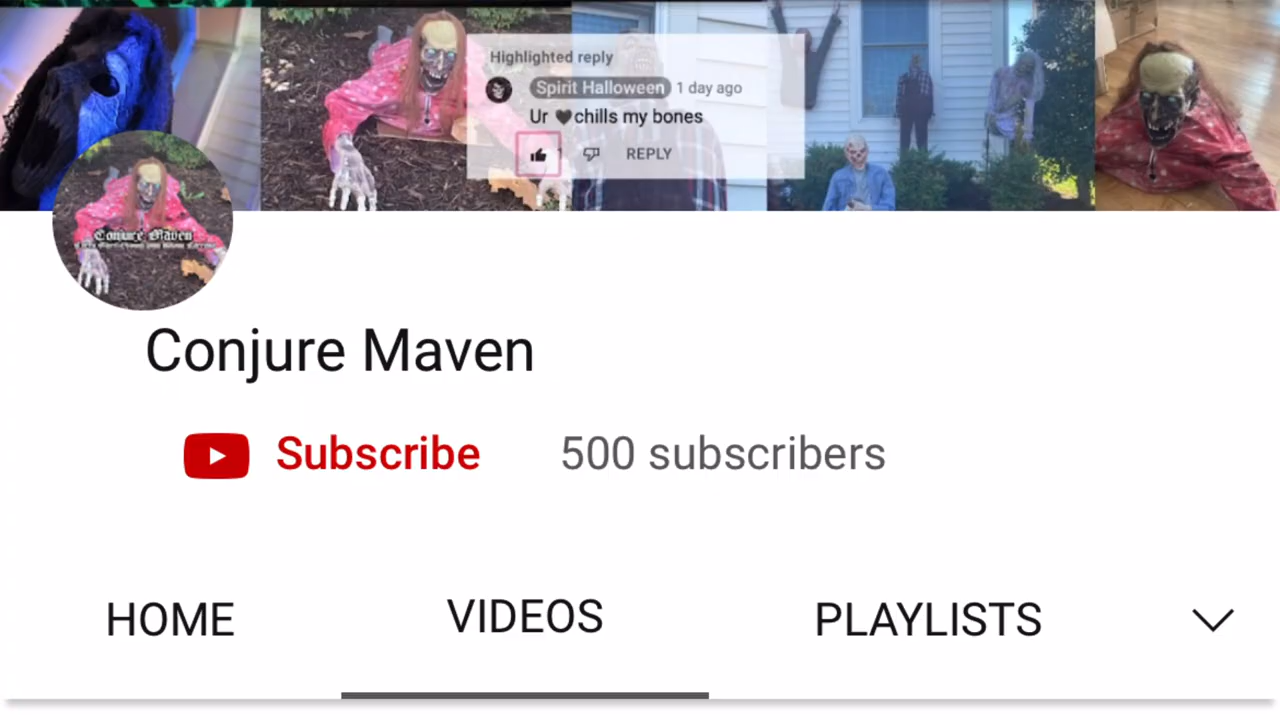 Highlighted reply
Spirit Halloween 1 day ago
Ur 🖤chills my bones
1
REPLY
Conjure Maven
Conjure Maven
Subscribe 500 subscribers
HOME VIDEOS PLAYLISTS